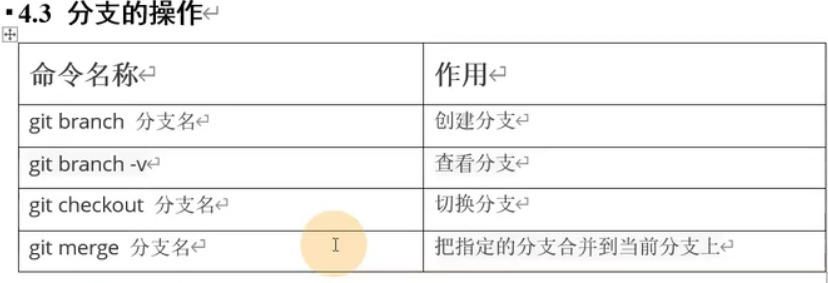 4.3 分支的操作
命令名称 作用
git branch 分支名 创建分支
git branch -v 查看分支
git checkout 分支名 切换分支
git merge 分支名 把指定的分支合并到当前分支上